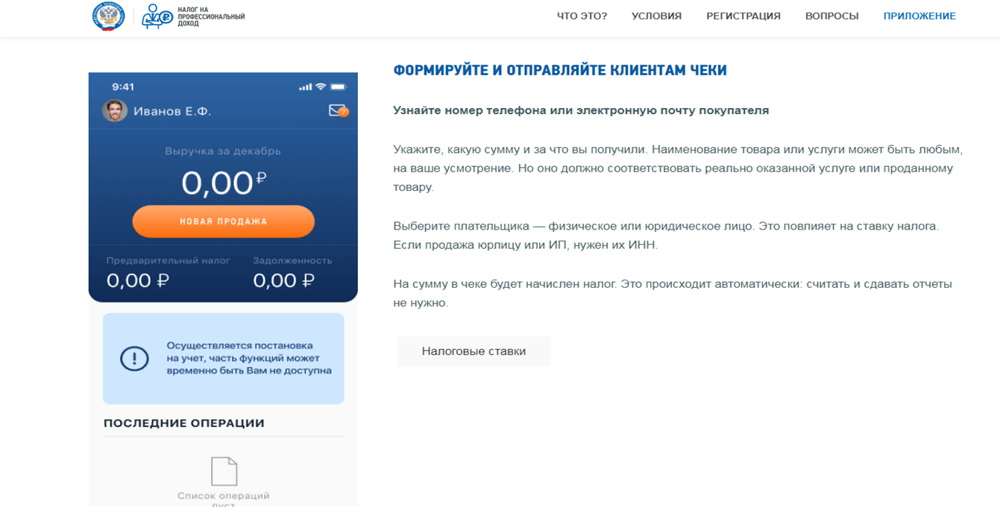 НАЛОГ НА
ПРОФЕССИОНАЛЬНЫЙ
ДОХОД
ЧТО ЭТО?
УСЛОВИЯ
РЕГИСТРАЦИЯ
ВОПРОСЫ
ПРИЛОЖЕНИЕ
9:41
Иванов Е.Ф.
Выручка за декабрь
0,00 ₽
НОВАЯ ПРОДАЖА
Предварительный налог
0,00 ₽
Задолженность
0,00 ₽
Осуществляется постановка
на учет, часть функций может
временно быть Вам не доступна
ПОСЛЕДНИЕ ОПЕРАЦИИ
Список операций
пуст
ФОРМИРУЙТЕ И ОТПРАВЛЯЙТЕ КЛИЕНТАМ ЧЕКИ
Узнайте номер телефона или электронную почту покупателя
Укажите, какую сумму и за что вы получили. Наименование товара или услуги может быть любым,
на ваше усмотрение. Но оно должно соответствовать реально оказанной услуге или проданному
товару.
Выберите плательщика — физическое или юридическое лицо. Это повлияет на ставку налога.
Если продажа юрлицу или ИП, нужен их ИНН.
На сумму в чеке будет начислен налог. Это происходит автоматически: считать и сдавать отчеты
не нужно.
Налоговые ставки